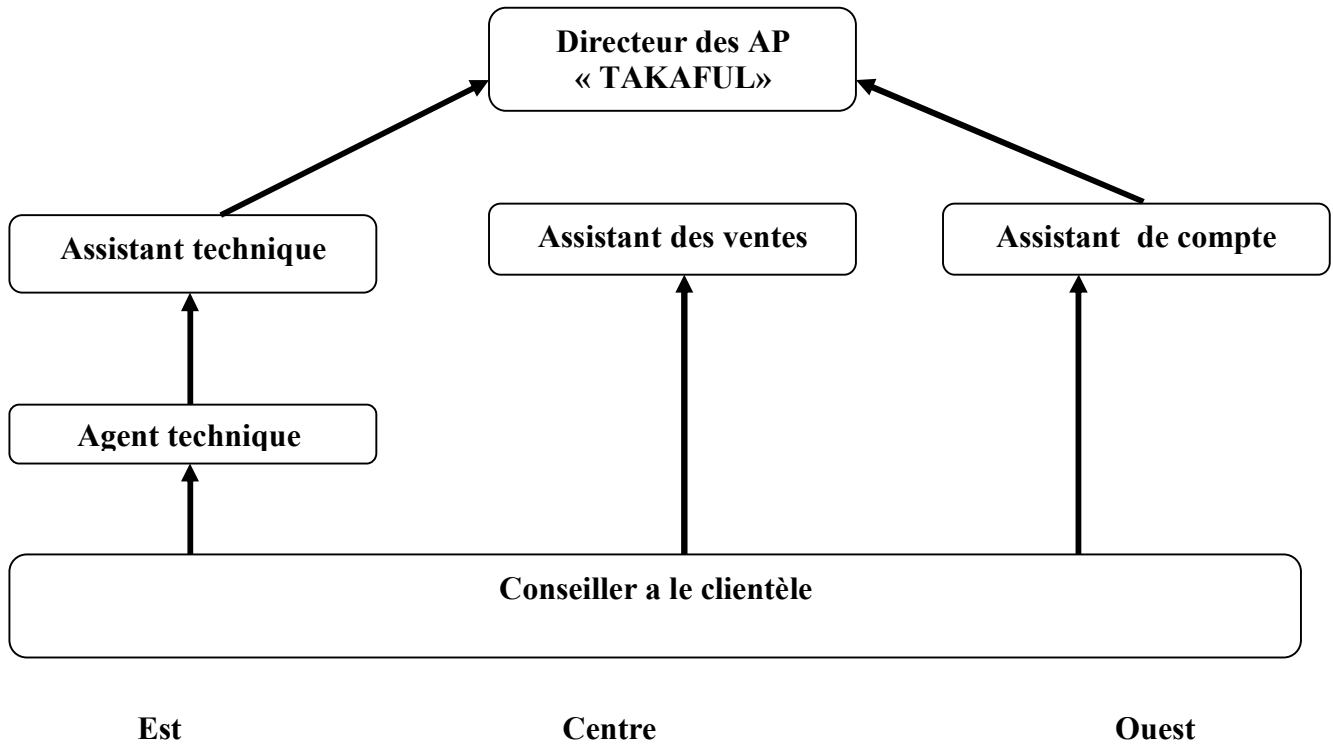 Directeur des AP
« TAKAFUL»
Assistant technique
Assistant des ventes
Assistant de compte
Agent technique
Conseiller a le clientèle
Est
Centre
Ouest